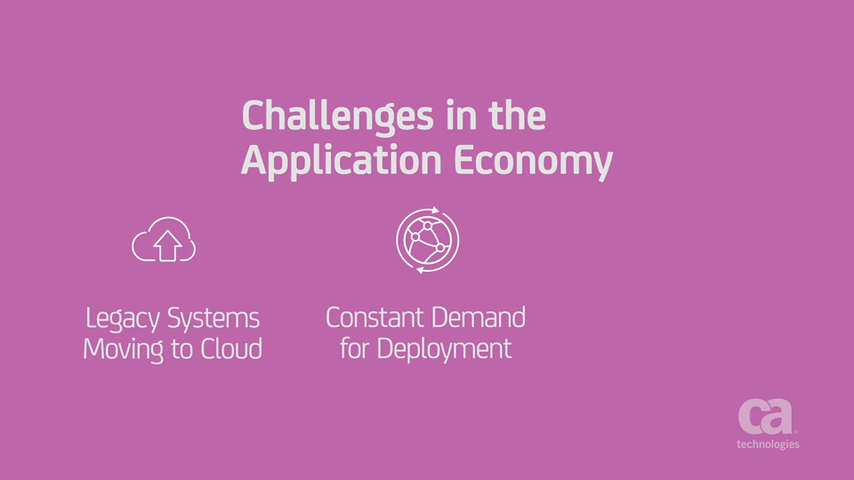 Challenges in the
Application Economy
Legacy Systems
Moving to Cloud
Constant Demand
for Deployment
ca
technologies